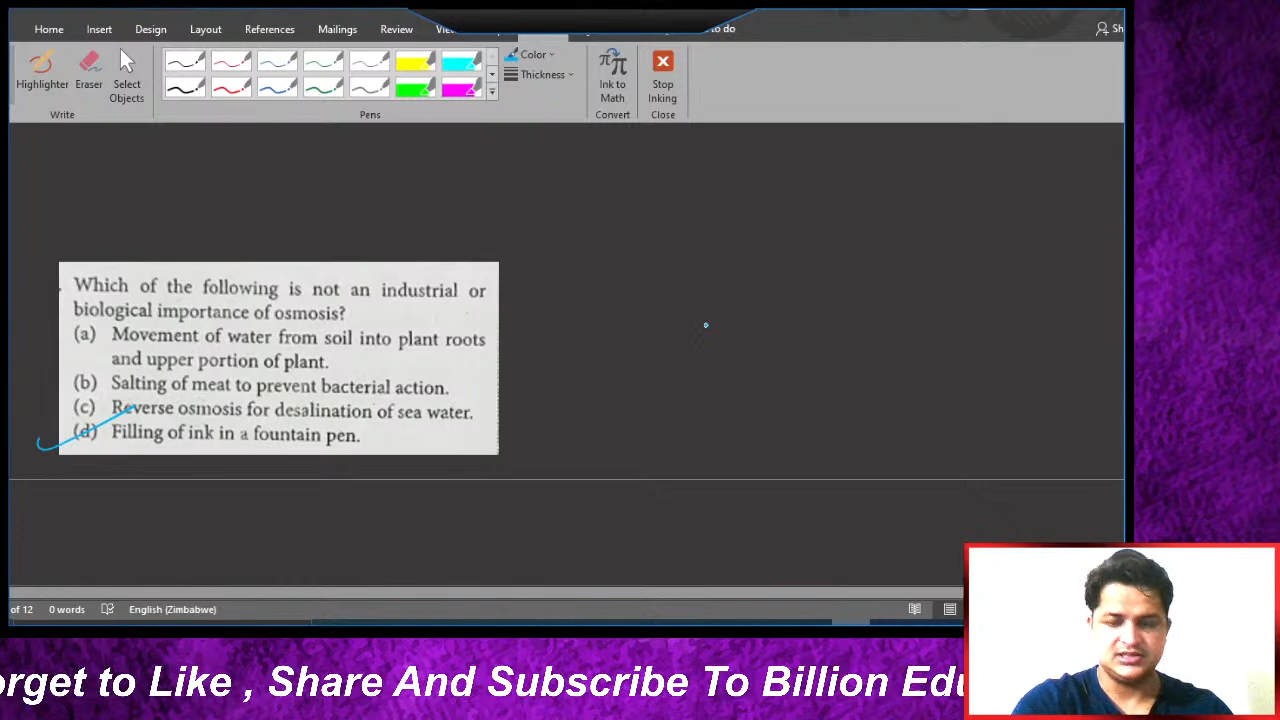 Home Insert Design Layout References Mailings Review to do
Highlighter Eraser Select Objects
Color
Thickness
Ink to Math
Stop Inking
Write Pens Convert Close
Which of the following is not an industrial or
biological importance of osmosis?
(a) Movement of water from soil into plant roots
and upper portion of plant.
(b) Salting of meat to prevent bacterial action.
(c) Reverse osmosis for desalination of sea water.
(d) Filling of ink in a fountain pen.
of 12 0 words English (Zimbabwe)
orget to Like , Share And Subscribe To Billion Edu